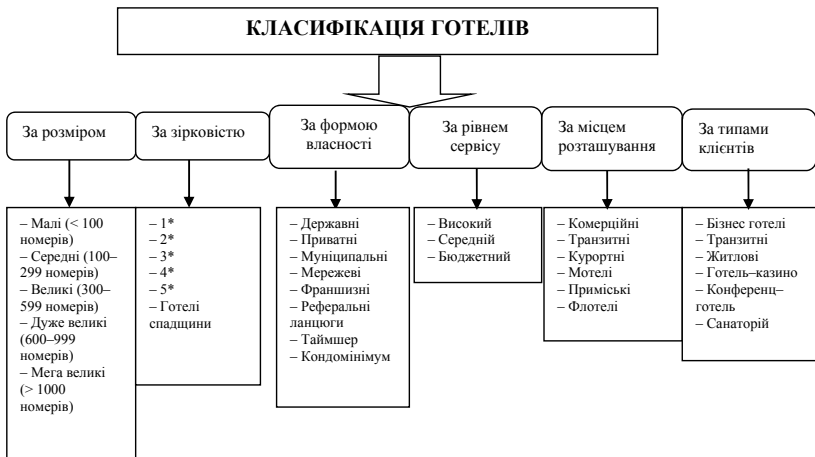 КЛАСИФІКАЦІЯ ГОТЕЛІВ
За розміром
За зірковістю
За формою
власності
За рівнем
сервісу
За місцем
розташування
За типами
клієнтів
– Малі (< 100
номерів)
– Середні (100–
299 номерів)
– Великі (300–
599 номерів)
– Дуже великі
(600–999
номерів)
– Мега великі
(> 1000
номерів)
– 1*
– 2*
– 3*
– 4*
– 5*
– Готелі
спадщини
– Державні
– Приватні
– Муніципальні
– Мережеві
– Франшизні
– Реферальні
ланцюги
– Таймшер
– Кондомінімум
– Високий
– Середній
– Бюджетний
– Комерційні
– Транзитні
– Курортні
– Мотелі
– Приміські
– Флотелі
– Бізнес готелі
– Транзитні
– Житлові
– Готель–казино
– Конференц–
готель
– Санаторій